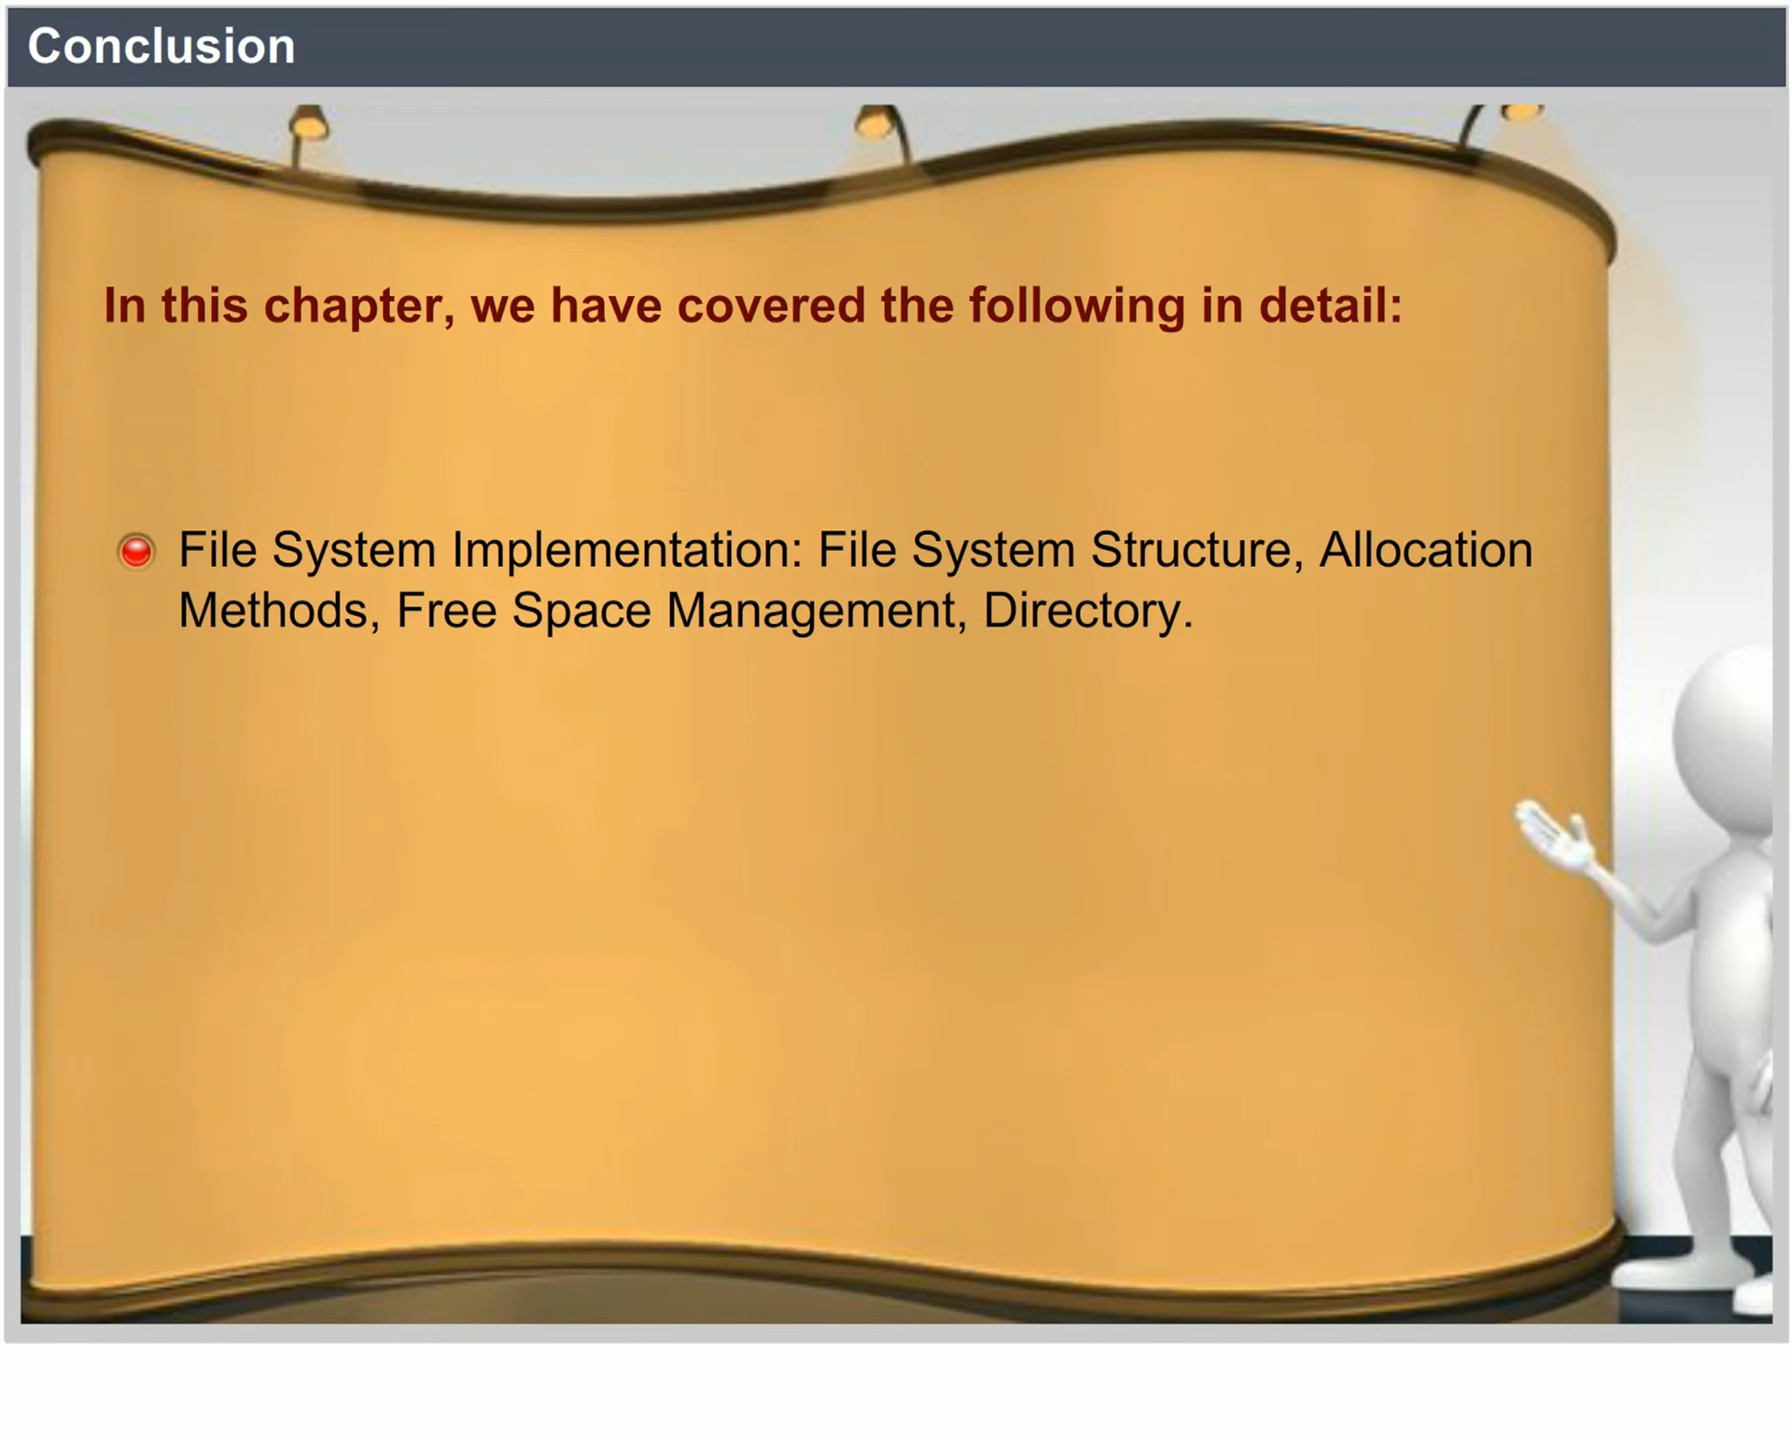 Conclusion
In this chapter, we have covered the following in detail:
File System Implementation: File System Structure, Allocation
Methods, Free Space Management, Directory.